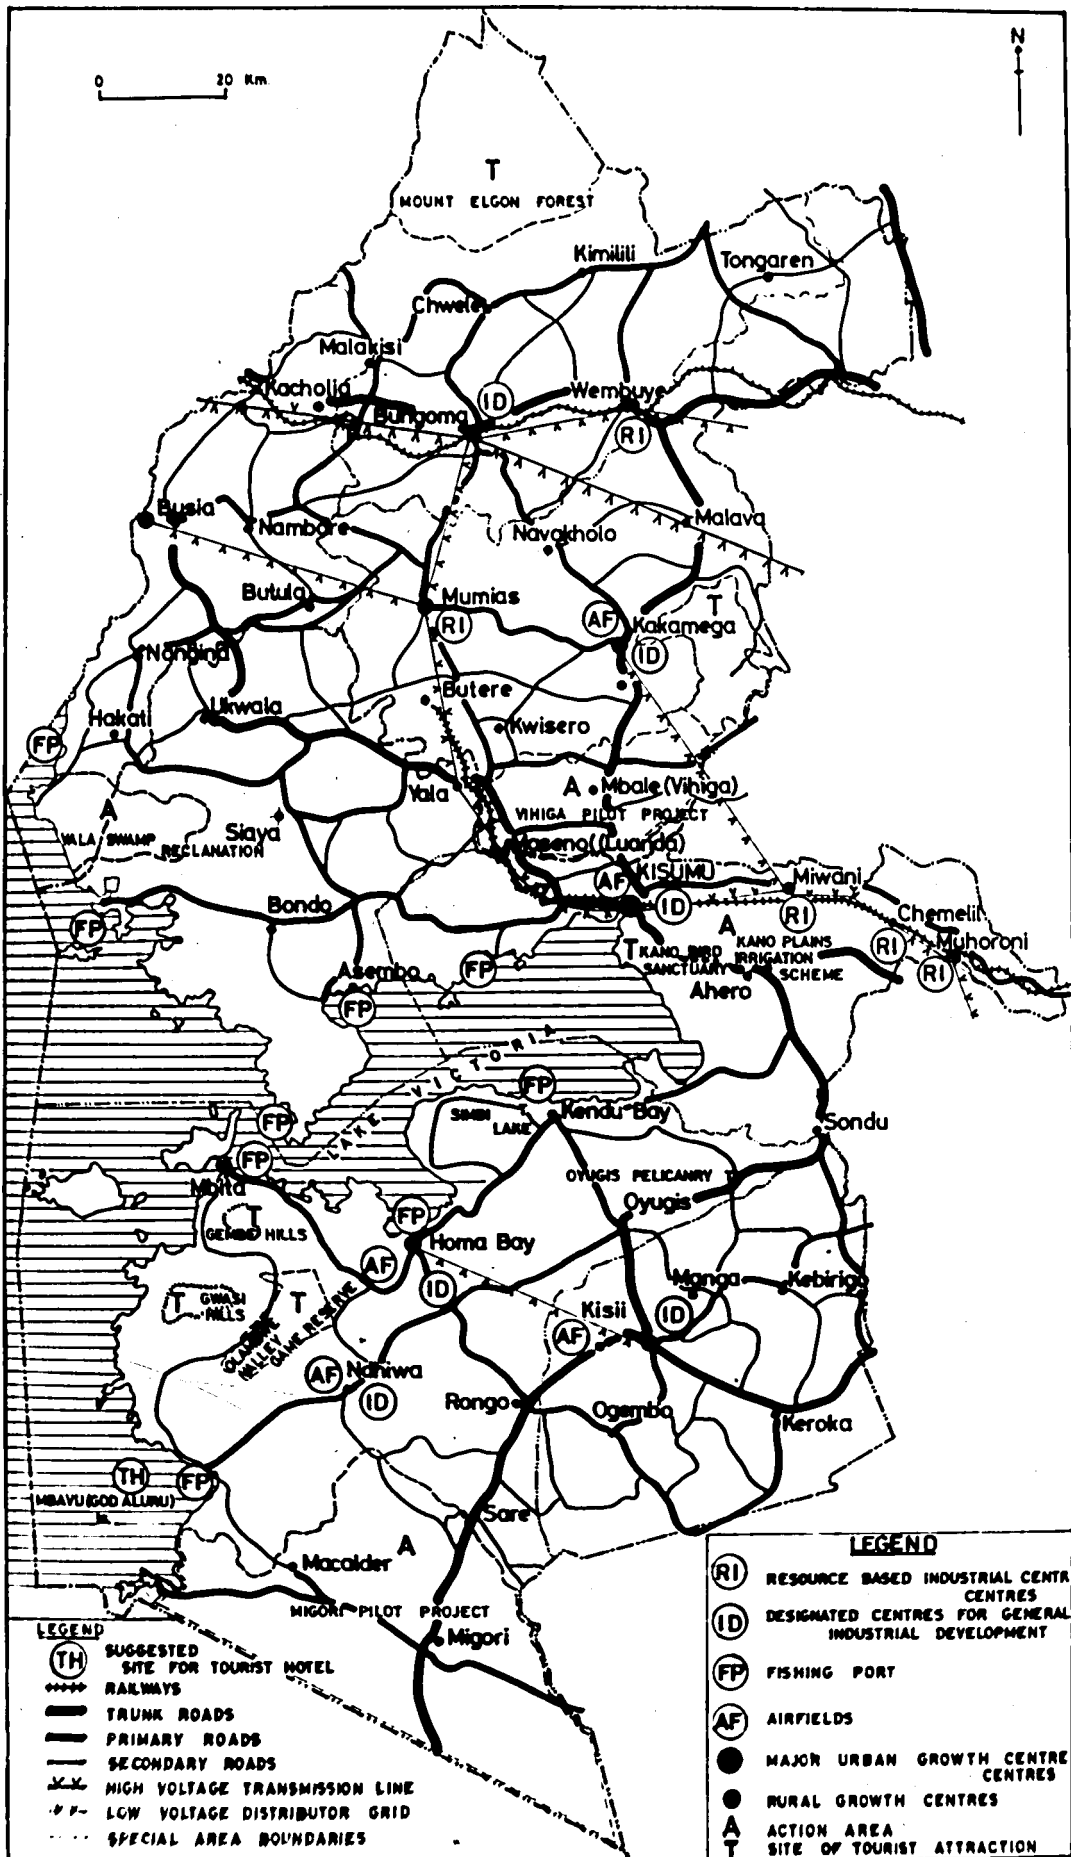 N
0 20 Km
T
MOUNT ELGON FOREST
Kimilili
Tongaren
Chwele
Malakisi
Kacholia
Wembuye
ID
Bungoma
RI
Busia
Nambare
Navakholo
Malava
Butula
Mumias
AF
T
RI
Kakamega
ID
Nangina
Butere
Hakati
Ukwala
Kwisero
FP
A
Yala
A
Mbale (Vihiga)
VIHIGA PILOT PROJECT
YALA SWAMP RECLANATION
Siaya
Maseno((Luanda)
AF
KISUMU
Miwani
ID
RI
Chemelil
Bondo
FP
A
RI
Muhoroni
T
KANO BIRD
SANCTUARY
KANO PLAINS
IRRIGATION
SCHEME
RI
Asembo
FP
Ahero
FP
LAKE VICTORIA
FP
SIMBI
LAKE
Kendu Bay
FP
Sondu
FP
Mbita
OYUGIS PELICANRY T
Oyugis
T
GEMBE HILLS
FP
Homa Bay
AF
ID
Manga
Kebirigo
T
GWASI
HILLS
T
Kisii
ID
AF
OLAMBWE
VALLEY
GAME RESERVE
AF
Ndhiwa
ID
Rongo
Ogembo
Keroka
TH
FP
MBAVU (GOD ALURU)
Sare
A
Macalder
MIGORI PILOT PROJECT
Migori
LEGEND
TH
SUGGESTED
SITE FOR TOURIST HOTEL
RAILWAYS
TRUNK ROADS
PRIMARY ROADS
SECONDARY ROADS
HIGH VOLTAGE TRANSMISSION LINE
LOW VOLTAGE DISTRIBUTOR GRID
SPECIAL AREA BOUNDARIES
LEGEND
RI
RESOURCE BASED INDUSTRIAL CENTR
CENTRES
ID
DESIGNATED CENTRES FOR GENERAL
INDUSTRIAL DEVELOPMENT
FP
FISHING PORT
AF
AIRFIELDS
MAJOR URBAN GROWTH CENTRE
CENTRES
RURAL GROWTH CENTRES
A
ACTION AREA
T
SITE OF TOURIST ATTRACTION